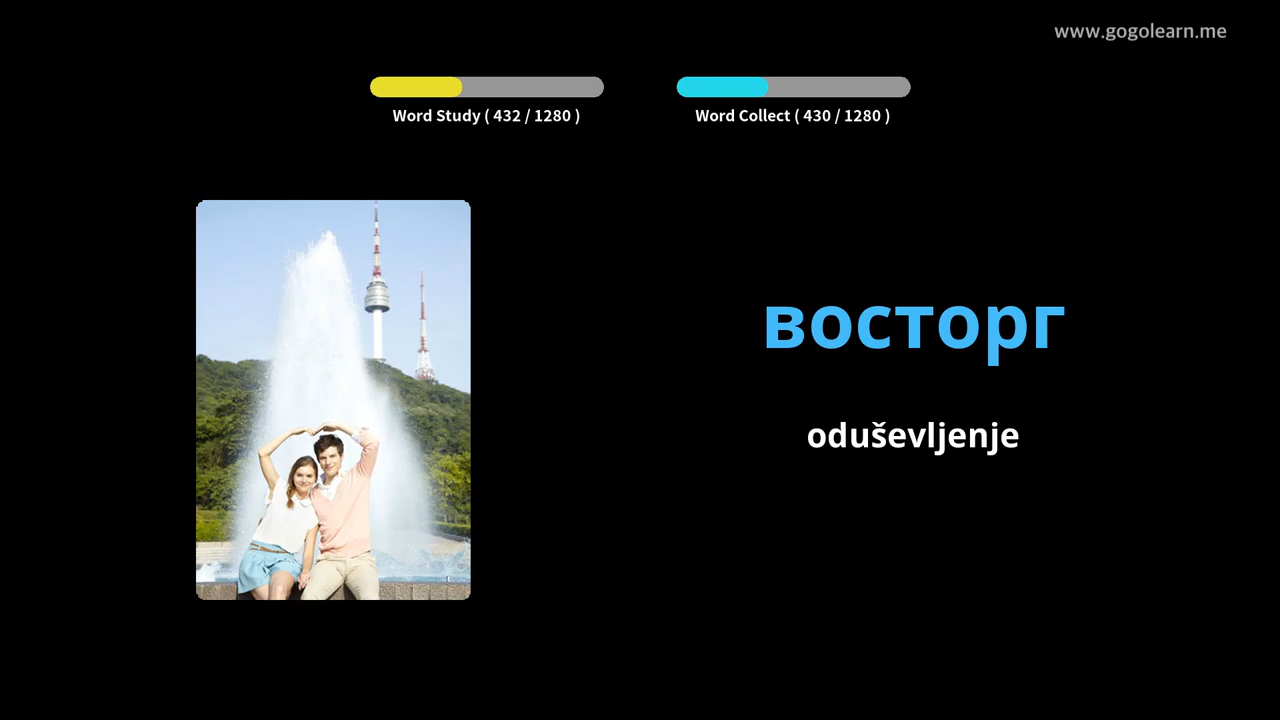 www.gogolearn.me
Word Study ( 432 / 1280 )
Word Collect ( 430 / 1280 )
восторг
oduševljenje